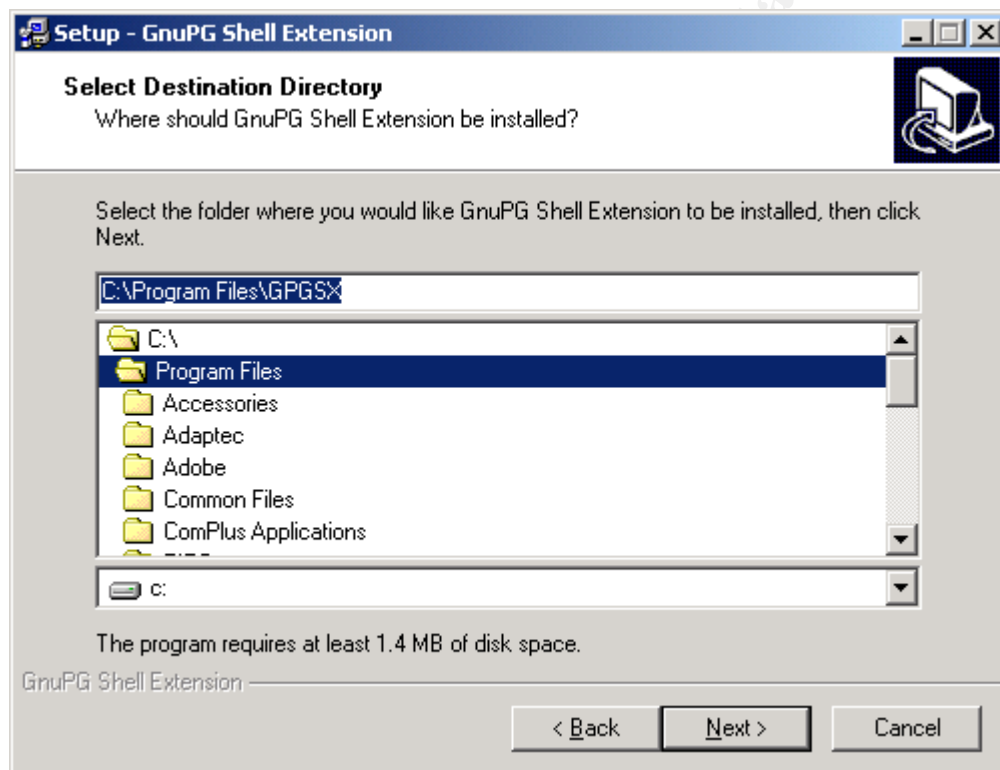 Setup - GnuPG Shell Extension
Select Destination Directory
Where should GnuPG Shell Extension be installed?
Select the folder where you would like GnuPG Shell Extension to be installed, then click
Next.
C:\Program Files\GPGSX
C:\
Program Files
Accessories
Adaptec
Adobe
Common Files
ComPlus Applications
c:
The program requires at least 1.4 MB of disk space.
GnuPG Shell Extension
< Back
Next >
Cancel